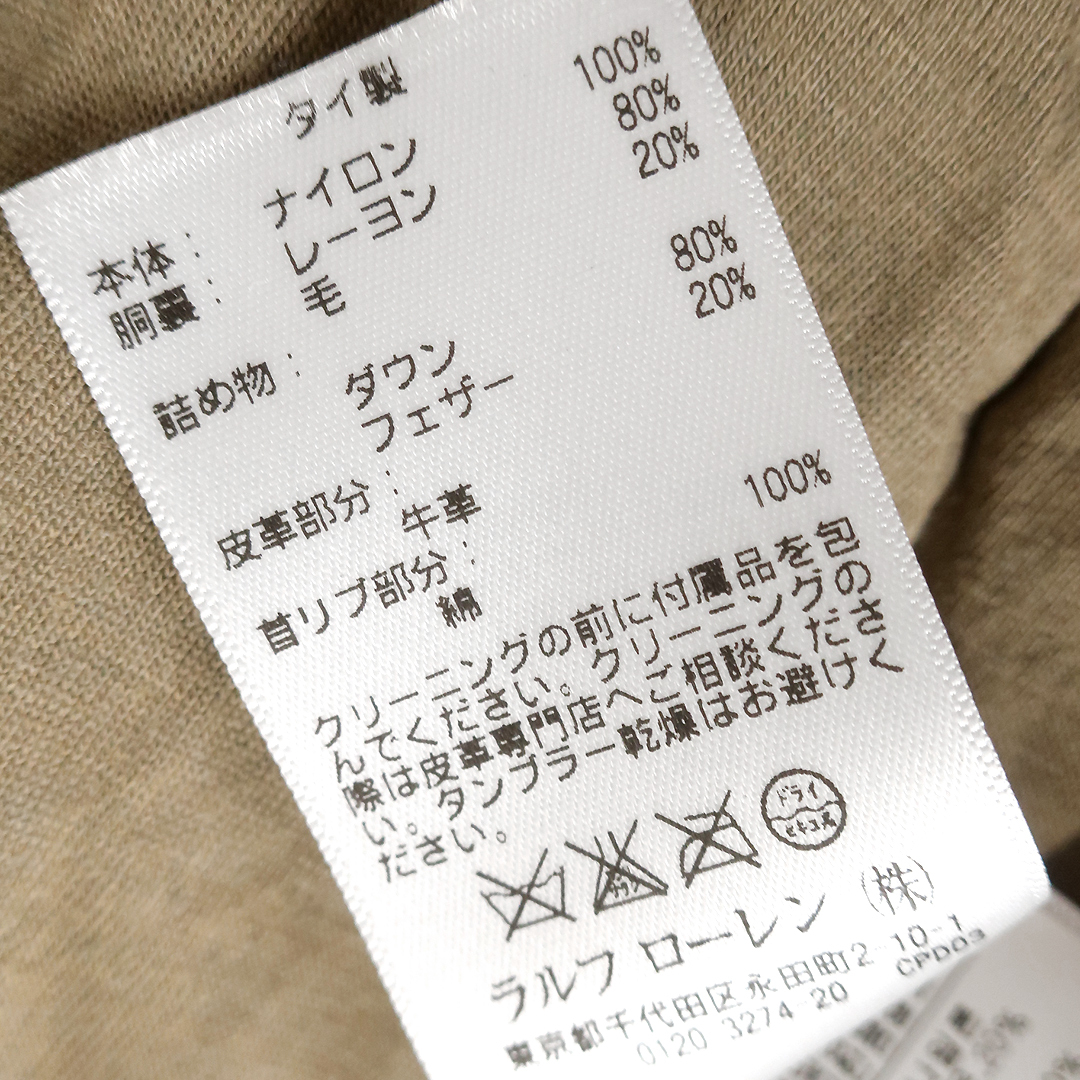 タイ製
本体： ナイロン 100%
胴裏： レーヨン 80%
毛 20%
詰め物： ダウン 80%
フェザー 20%
皮革部分：
牛革
首リブ部分：
綿 100%
クリーニングの前に付属品を包
んでください。クリーニングの
際は皮革専門店へご相談くださ
い。タンブラー乾燥はお避けく
ださい。
ドライ
セキユ系
ラルフ ローレン（株）
東京都千代田区永田町2-10-1
0120 3274-20 CPD09
20%